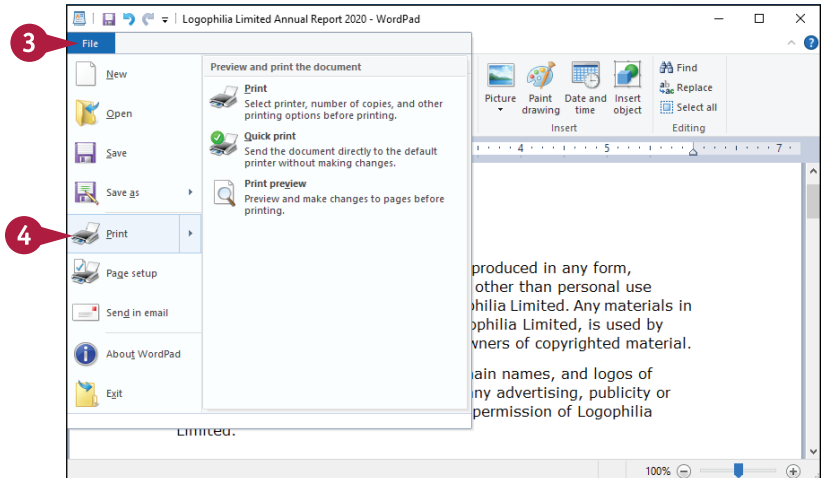 Logophilia Limited Annual Report 2020 - WordPad
3
File
4
New
Open
Save
Save as
Print
Page setup
Send in email
About WordPad
Exit
Preview and print the document
Print
Select printer, number of copies, and other
printing options before printing.
Quick print
Send the document directly to the default
printer without making changes.
Print preview
Preview and make changes to pages before
printing.
Picture
Paint
drawing
Date and
time
Insert
object
Insert
Find
Replace
Select all
Editing
4 5 7
produced in any form,
other than personal use
philia Limited. Any materials in
ophilia Limited, is used by
wners of copyrighted material.
ain names, and logos of
ny advertising, publicity or
permission of Logophilia
Limited.
100%